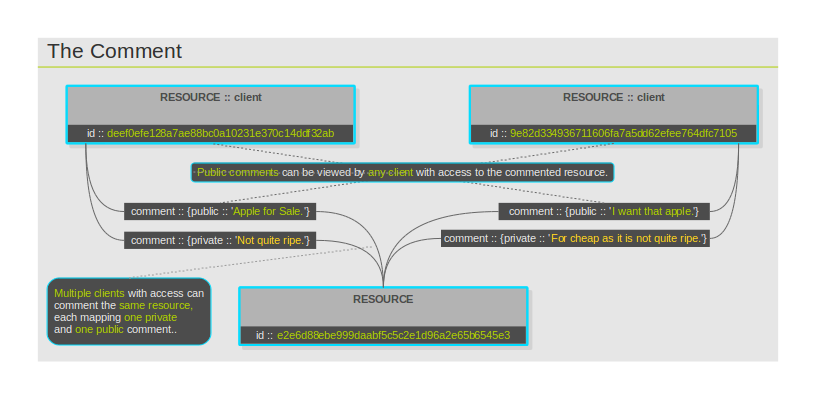 The Comment
RESOURCE :: client
RESOURCE :: client
id :: deef0efe128a7ae88bc0a10231e370c14ddf32ab
id :: 9e82d334936711606fa7a5dd62efee764dfc7105
Public comments can be viewed by any client with access to the commented resource.
comment :: {public :: 'Apple for Sale.'}
comment :: {public :: 'I want that apple.'}
comment :: {private :: 'Not quite ripe.'}
comment :: {private :: 'For cheap as it is not quite ripe.'}
Multiple clients with access can
comment the same resource,
each mapping one private
and one public comment..
RESOURCE
id :: e2e6d88ebe999daabf5c5c2e1d96a2e65b6545e3